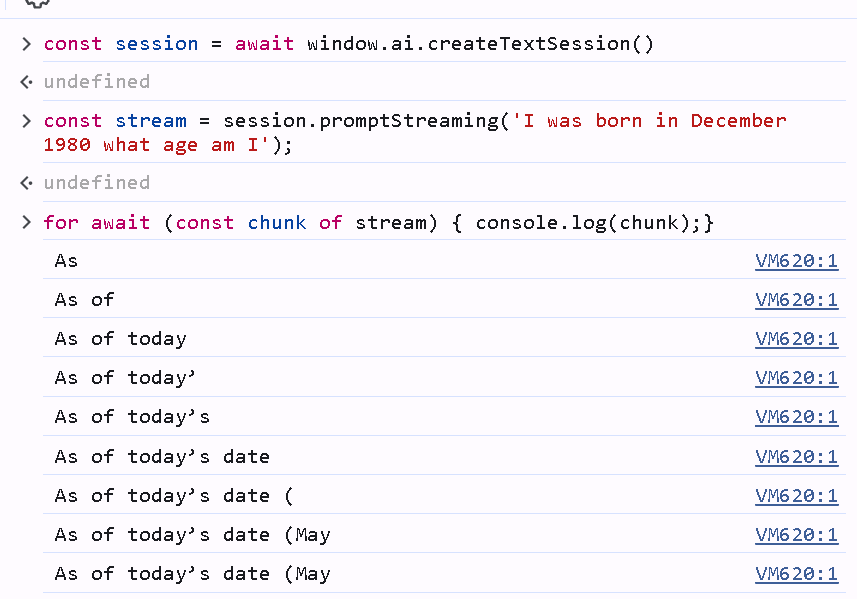 > const session = await window.ai.createTextSession()
undefined
> const stream = session.promptStreaming('I was born in December
1980 what age am I');
undefined
> for await (const chunk of stream) { console.log(chunk);}
As VM620:1
As of VM620:1
As of today VM620:1
As of today’ VM620:1
As of today’s VM620:1
As of today’s date VM620:1
As of today’s date ( VM620:1
As of today’s date (May VM620:1
As of today’s date (May VM620:1